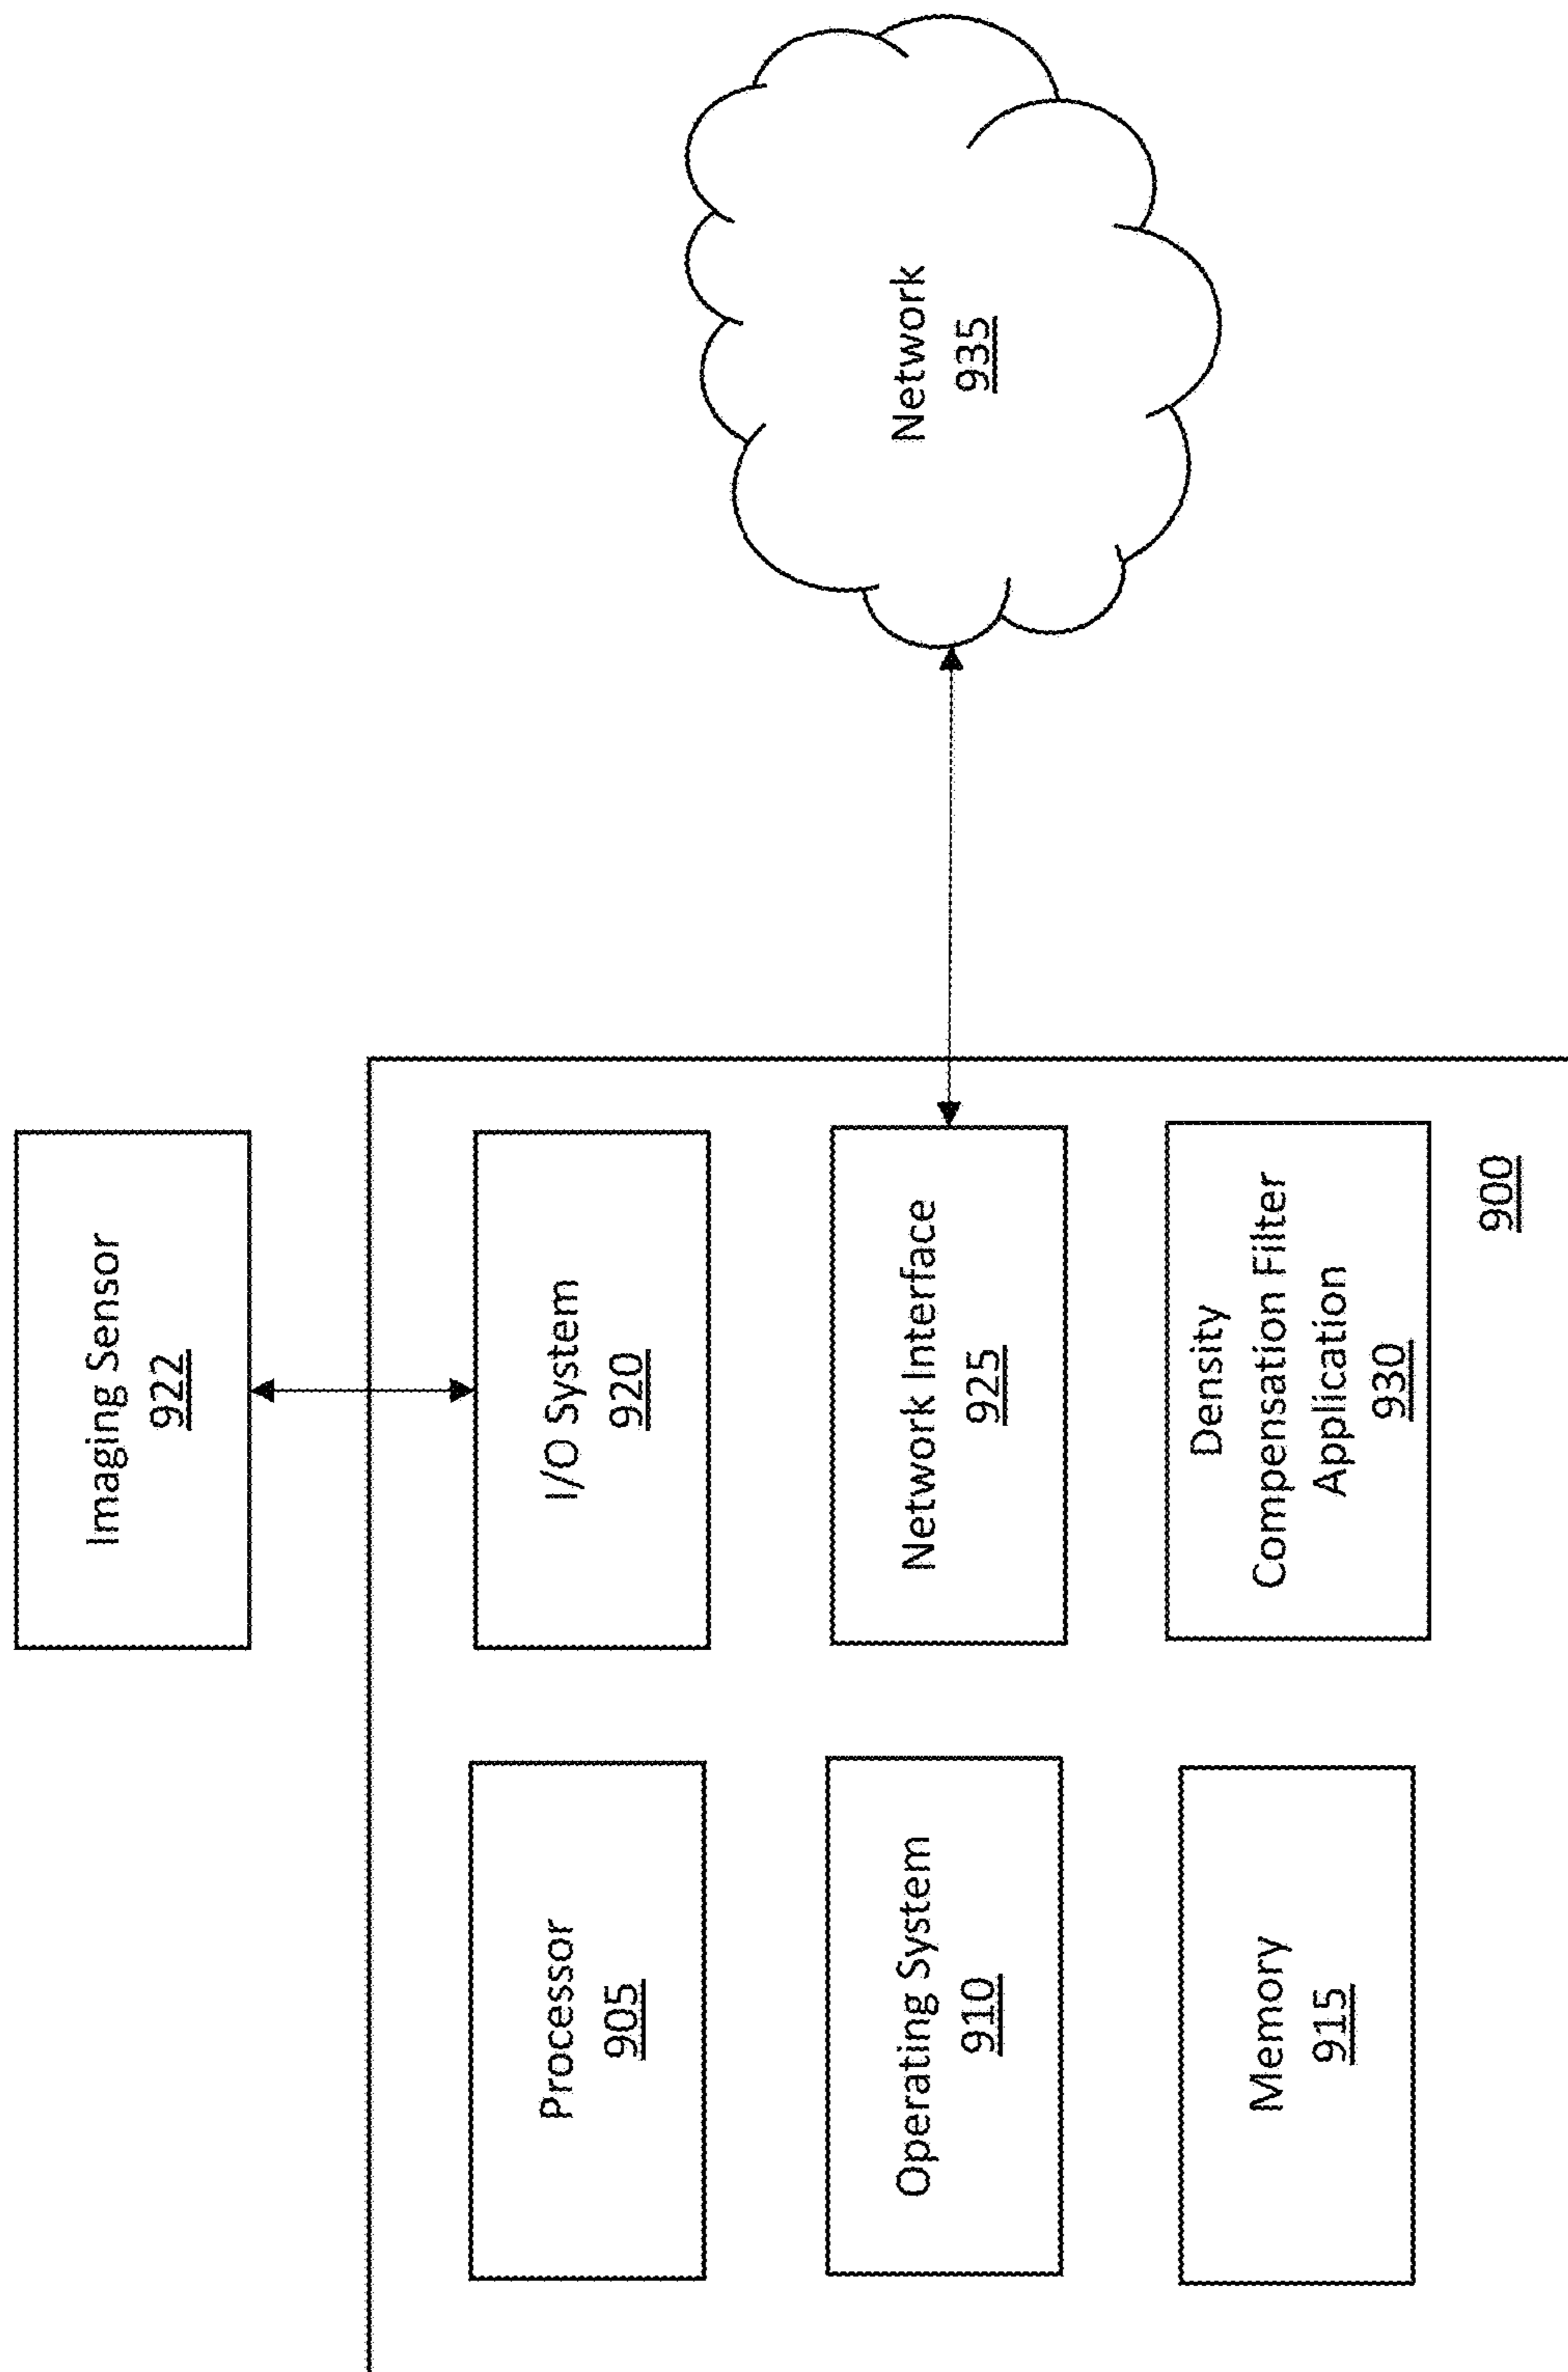 Imaging Sensor
922
Processor
905
I/O System
920
Operating System
910
Network Interface
925
Network
935
Memory
915
Density
Compensation Filter
Application
930
900